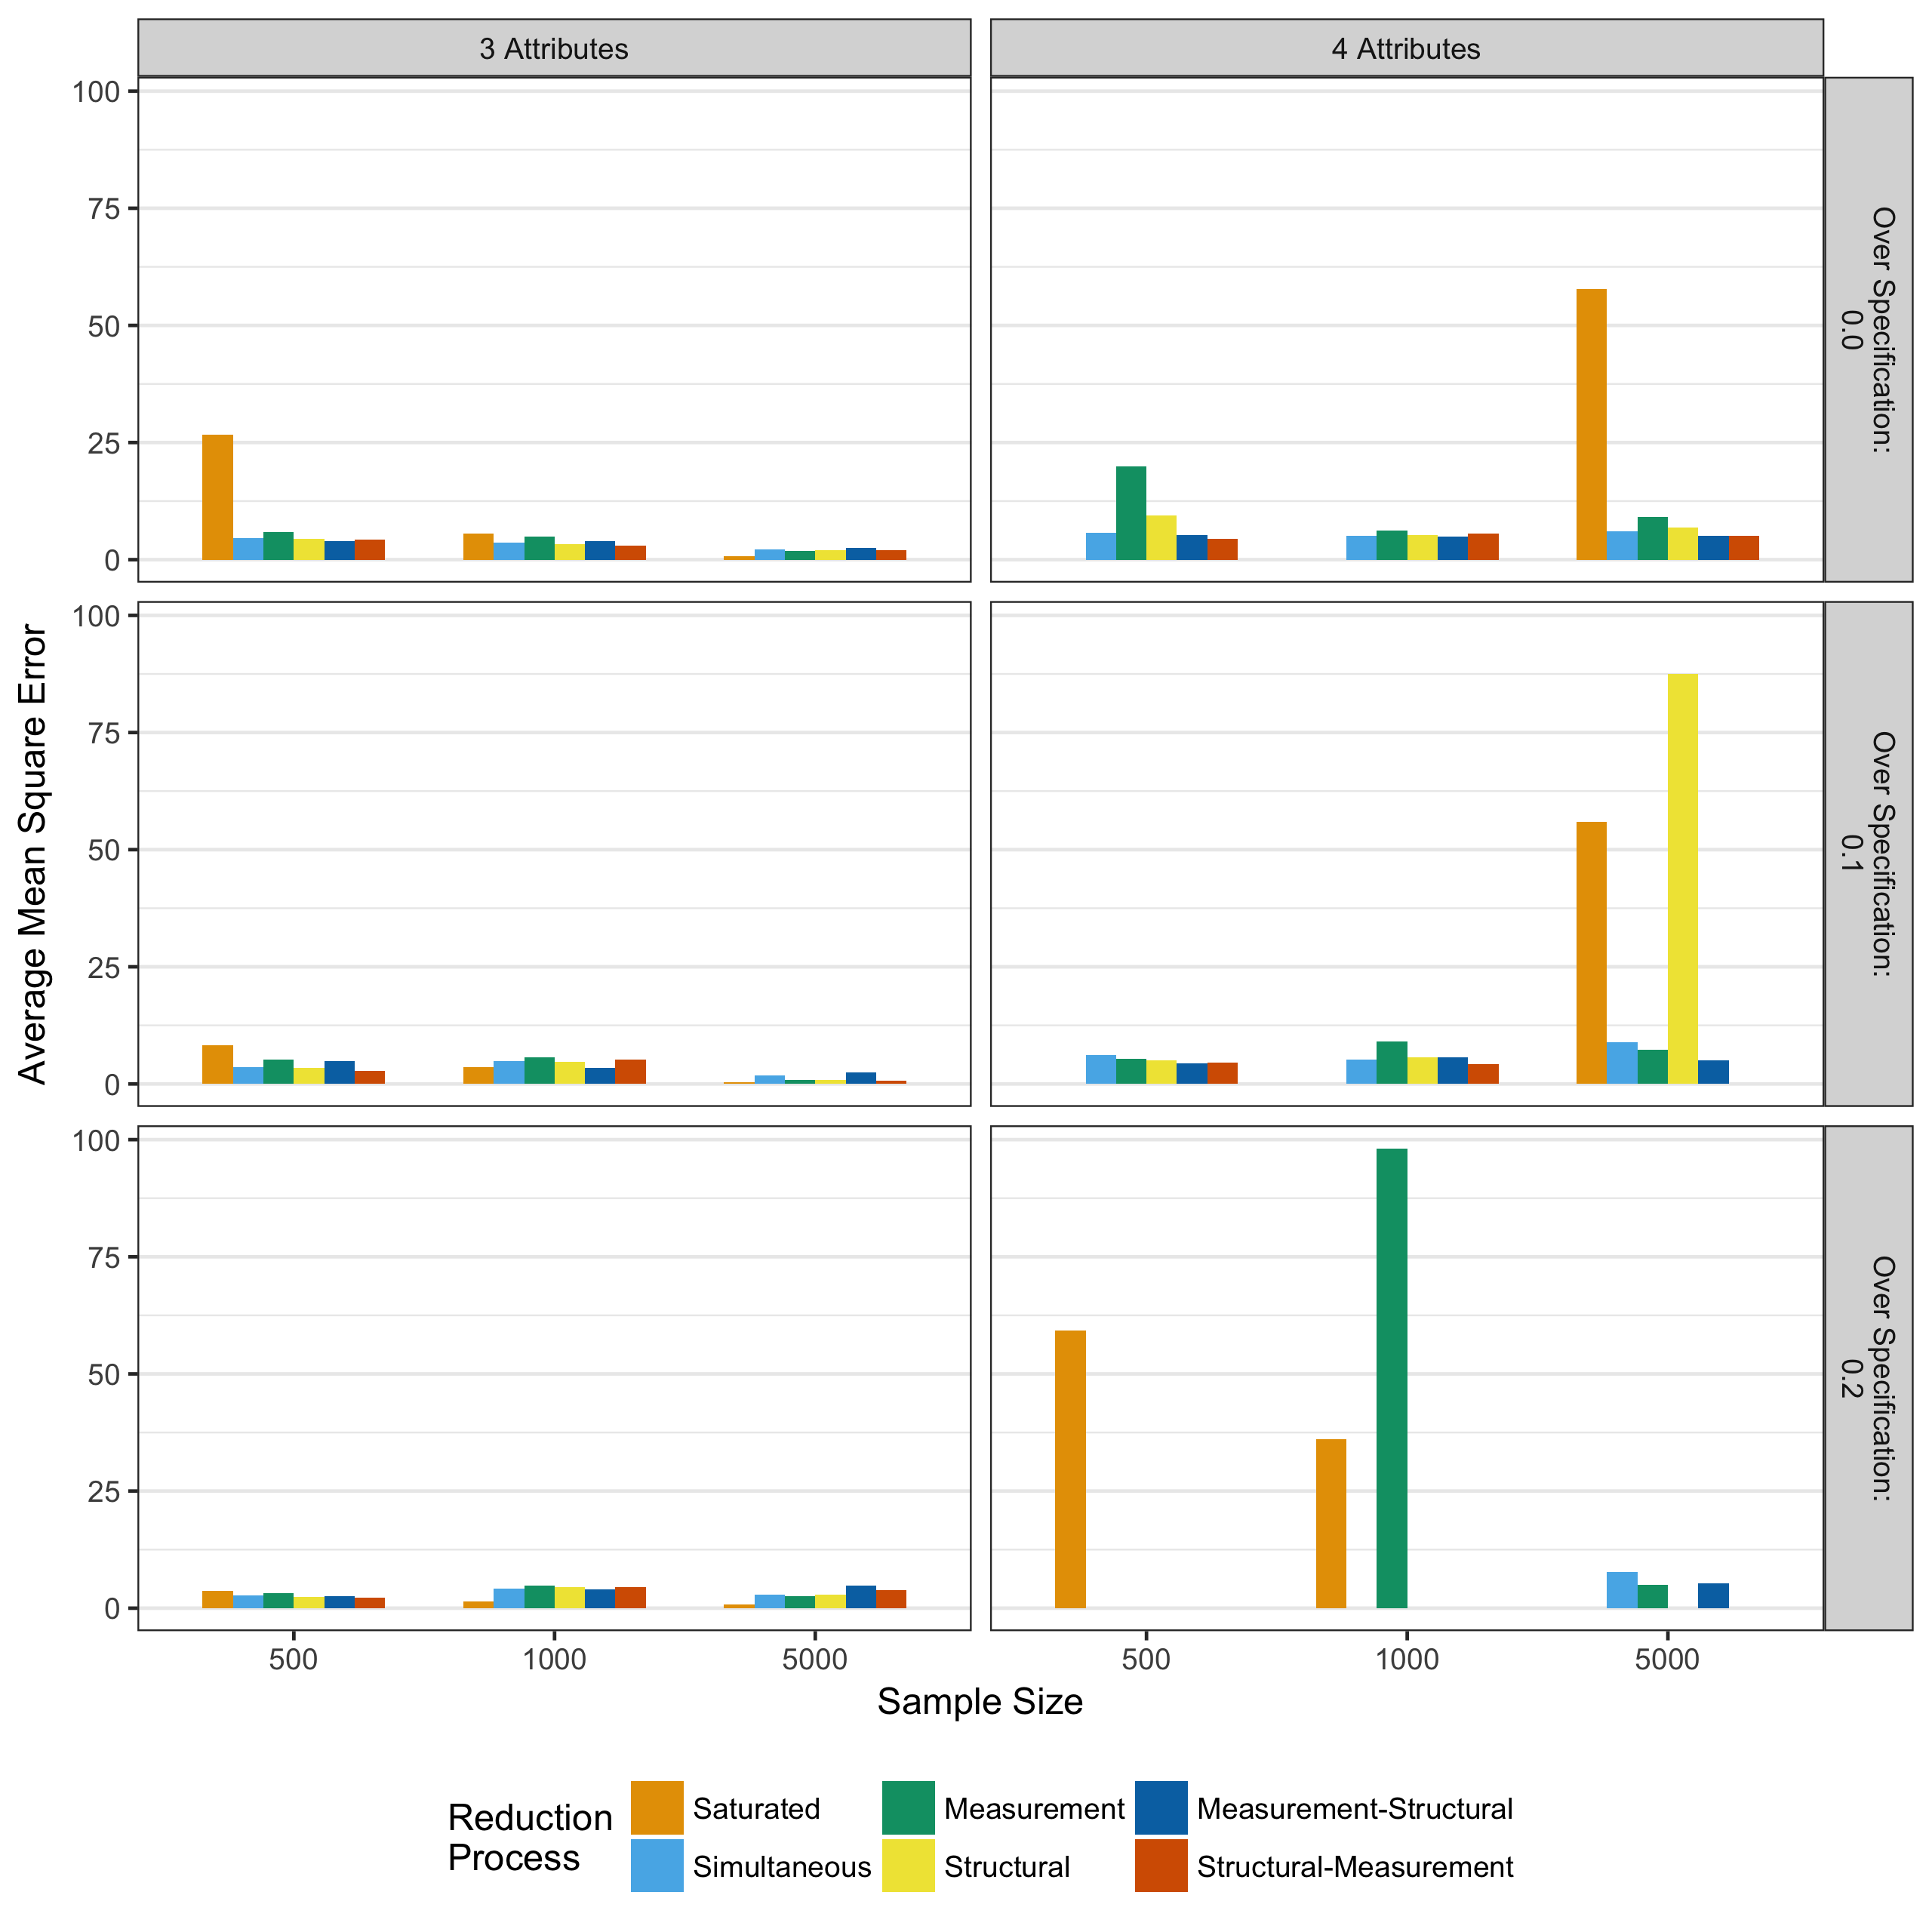 3 Attributes
4 Attributes
100
75
50
25
0
Over Specification:
0.0
100
75
50
25
0
Over Specification:
0.1
100
75
50
25
0
Over Specification:
0.2
Average Mean Square Error
500
1000
5000
500
1000
5000
Sample Size
Reduction
Process
Saturated
Measurement
Measurement-Structural
Simultaneous
Structural
Structural-Measurement